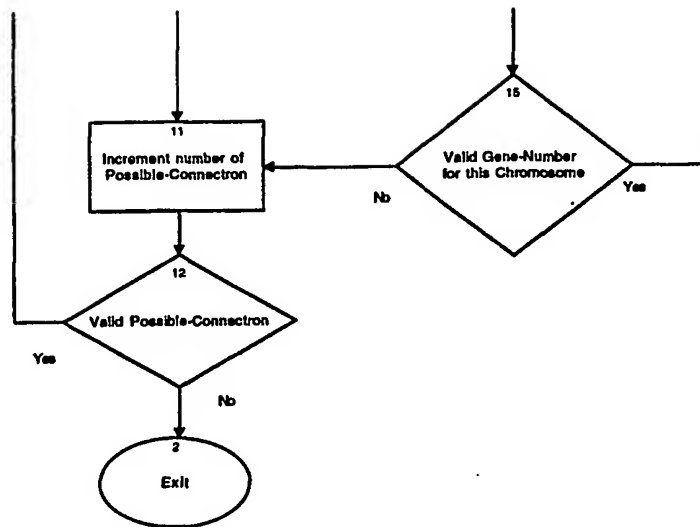 15
Valid Gene-Number
for this Chromosome
Yes
No
11
Increment number of
Possible-Connectron
12
Valid Possible-Connectron
Yes
No
2
Exit